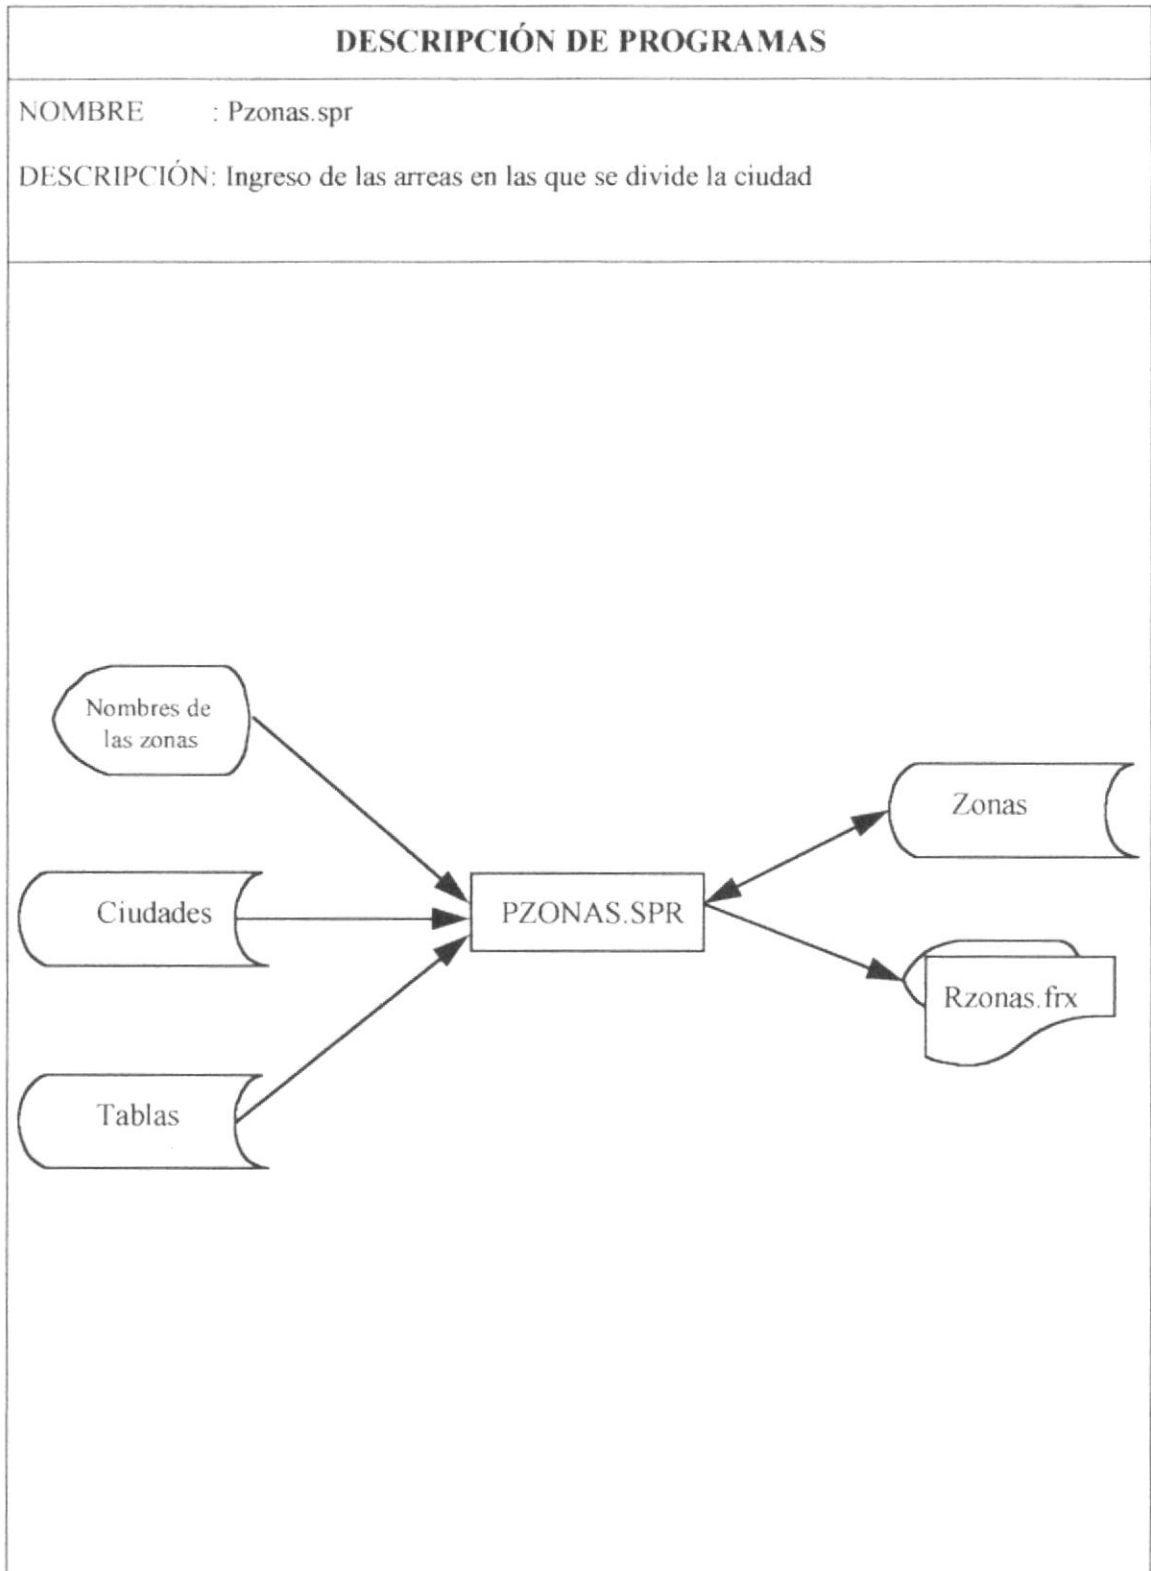 DESCRIPCIÓN DE PROGRAMAS
NOMBRE : Pzonas.spr
DESCRIPCIÓN: Ingreso de las arreas en las que se divide la ciudad
Nombres de
las zonas
Zonas
Ciudades
PZONAS.SPR
Rzonas.frx
Tablas